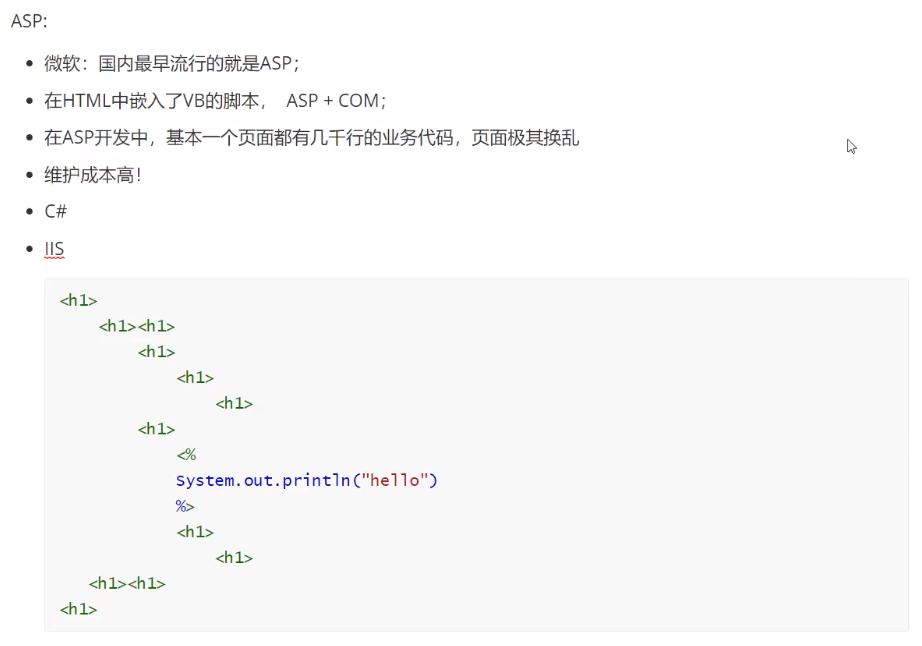 ASP:
微软：国内最早流行的就是ASP；
在HTML中嵌入了VB的脚本， ASP + COM；
在ASP开发中，基本一个页面都有几千行的业务代码，页面极其换乱
维护成本高！
C#
IIS
<h1>
<h1><h1>
<h1>
<h1>
<h1>
<h1>
<%
System.out.println("hello")
%>
<h1>
<h1>
<h1><h1>
<h1>